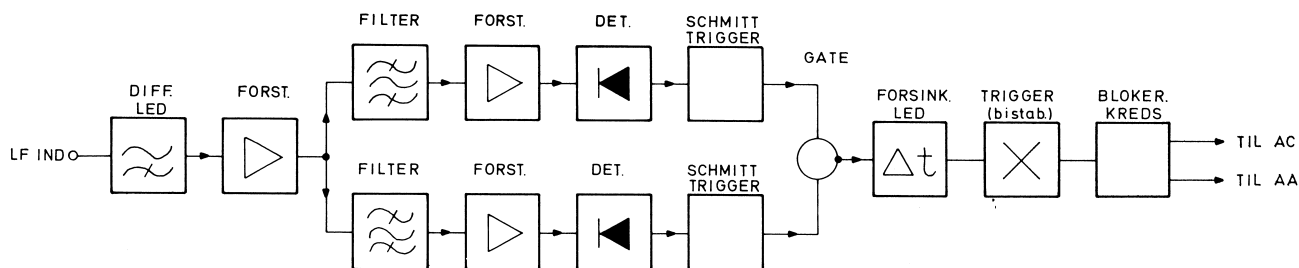 FILTER
FORST.
DET.
SCHMITT
TRIGGER
GATE
DIFF.
LED
FORST.
FORSINK.
LED
TRIGGER
(bistab.)
BLOKER.
KREDS
LF IND
Δt
TIL AC
TIL AA
FILTER
FORST.
DET.
SCHMITT
TRIGGER